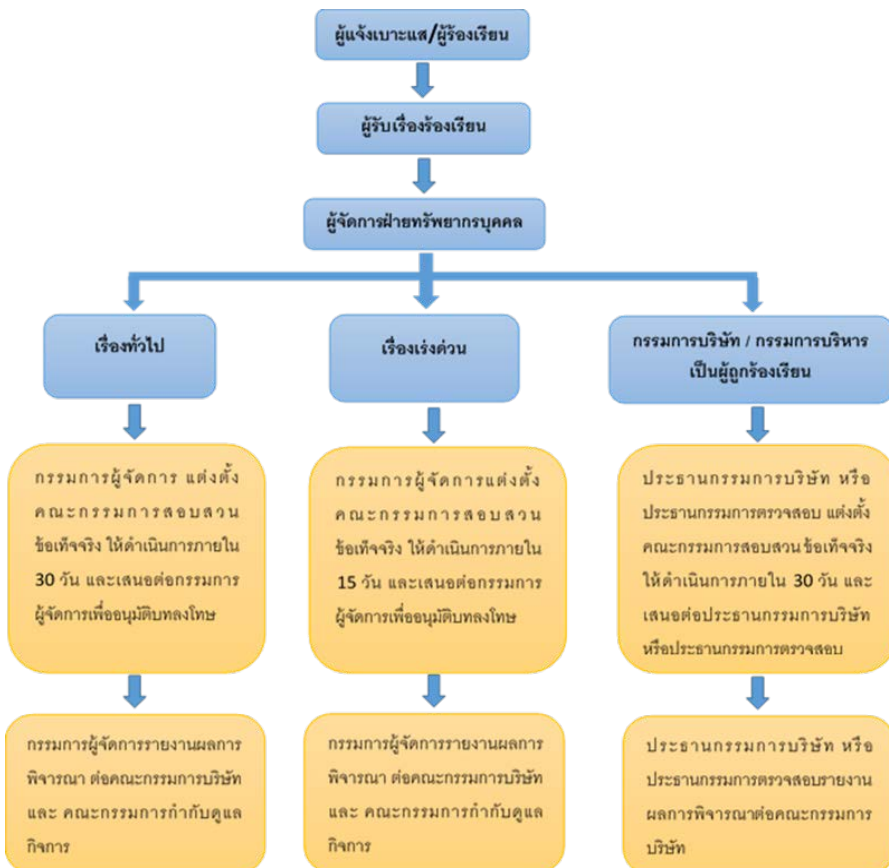 ผู้แจ้งเบาะแส/ผู้ร้องเรียน
ผู้รับเรื่องร้องเรียน
ผู้จัดการฝ่ายทรัพยากรบุคคล
เรื่องทั่วไป
เรื่องเร่งด่วน
กรรมการบริษัท / กรรมการบริหาร
เป็นผู้ถูกร้องเรียน
กรรมการผู้จัดการ แต่งตั้ง
คณะกรรมการสอบสวน
ข้อเท็จจริง ให้ดำเนินการภายใน
30 วัน และเสนอต่อกรรมการ
ผู้จัดการเพื่ออนุมัติบทลงโทษ
กรรมการผู้จัดการแต่งตั้ง
คณะกรรมการสอบสวน
ข้อเท็จจริง ให้ดำเนินการภายใน
15 วัน และเสนอต่อกรรมการ
ผู้จัดการเพื่ออนุมัติบทลงโทษ
ประธานกรรมการบริษัท หรือ
ประธานกรรมการตรวจสอบ แต่งตั้ง
คณะกรรมการสอบสวน ข้อเท็จจริง
ให้ดำเนินการภายใน 30 วัน และ
เสนอต่อประธานกรรมการบริษัท
หรือประธานกรรมการตรวจสอบ
กรรมการผู้จัดการรายงานผลการ
พิจารณา ต่อคณะกรรมการบริษัท
และ คณะกรรมการกำกับดูแล
กิจการ
กรรมการผู้จัดการรายงานผลการ
พิจารณา ต่อคณะกรรมการบริษัท
และ คณะกรรมการกำกับดูแล
กิจการ
ประธานกรรมการบริษัท หรือ
ประธานกรรมการตรวจสอบรายงาน
ผลการพิจารณาต่อคณะกรรมการ
บริษัท